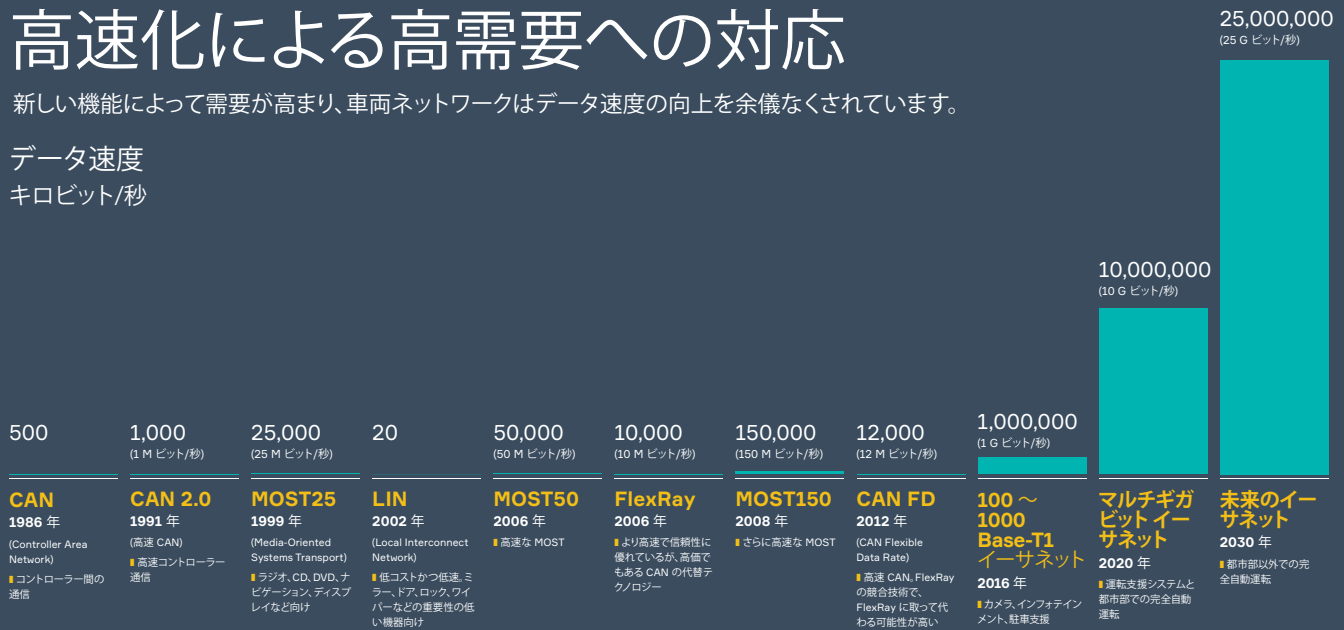 高速化による高需要への対応
新しい機能によって需要が高まり、車両ネットワークはデータ速度の向上を余儀なくされています。
データ速度
キロビット/秒
500
CAN
1986 年
(Controller Area
Network)
コントローラー間の
通信
1,000
(1 M ビット/秒)
CAN 2.0
1991 年
(高速 CAN)
高速コントローラー
通信
25,000
(25 M ビット/秒)
MOST25
1999 年
(Media-Oriented
Systems Transport)
ラジオ、CD、DVD、ナ
ビゲーション、ディスプ
レイなど向け
20
LIN
2002 年
(Local Interconnect
Network)
低コストかつ低速。ミ
ラー、ドア、ロック、ワイ
パーなどの重要性の低
い機器向け
50,000
(50 M ビット/秒)
MOST50
2006 年
高速な MOST
10,000
(10 M ビット/秒)
FlexRay
2006 年
より高速で信頼性に
優れているが、高価で
もある CAN の代替テ
クノロジー
150,000
(150 M ビット/秒)
MOST150
2008 年
さらに高速な MOST
12,000
(12 M ビット/秒)
CAN FD
2012 年
(CAN Flexible
Data Rate)
高速 CAN。FlexRay
の競合技術で、
FlexRay に取って代
わる可能性が高い
1,000,000
(1 G ビット/秒)
100 ～
1000
Base-T1
イーサネット
2016 年
カメラ、インフォテイン
メント、駐車支援
10,000,000
(10 G ビット/秒)
マルチギガ
ビット イー
サネット
2020 年
運転支援システムと
都市部での完全自動
運転
25,000,000
(25 G ビット/秒)
未来のイー
サネット
2030 年
都市部以外での完
全自動運転